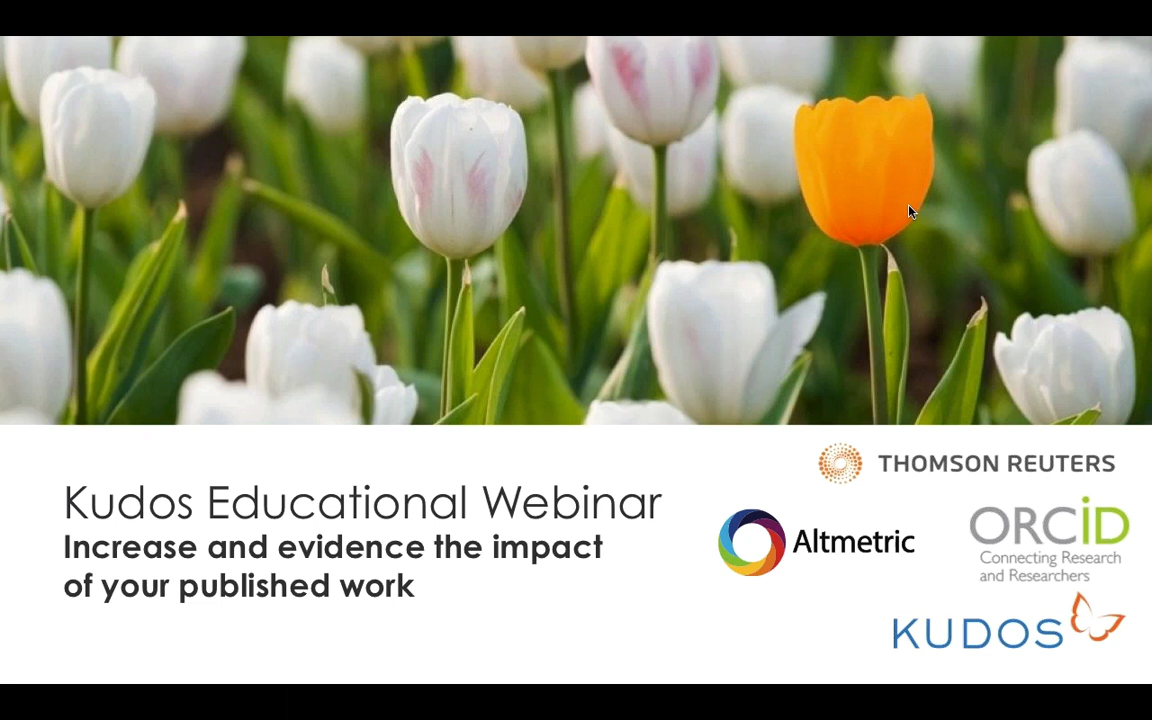 Kudos Educational Webinar
Increase and evidence the impact
of your published work
THOMSON REUTERS
Altmetric
ORCiD
Connecting Research
and Researchers
KUDOS